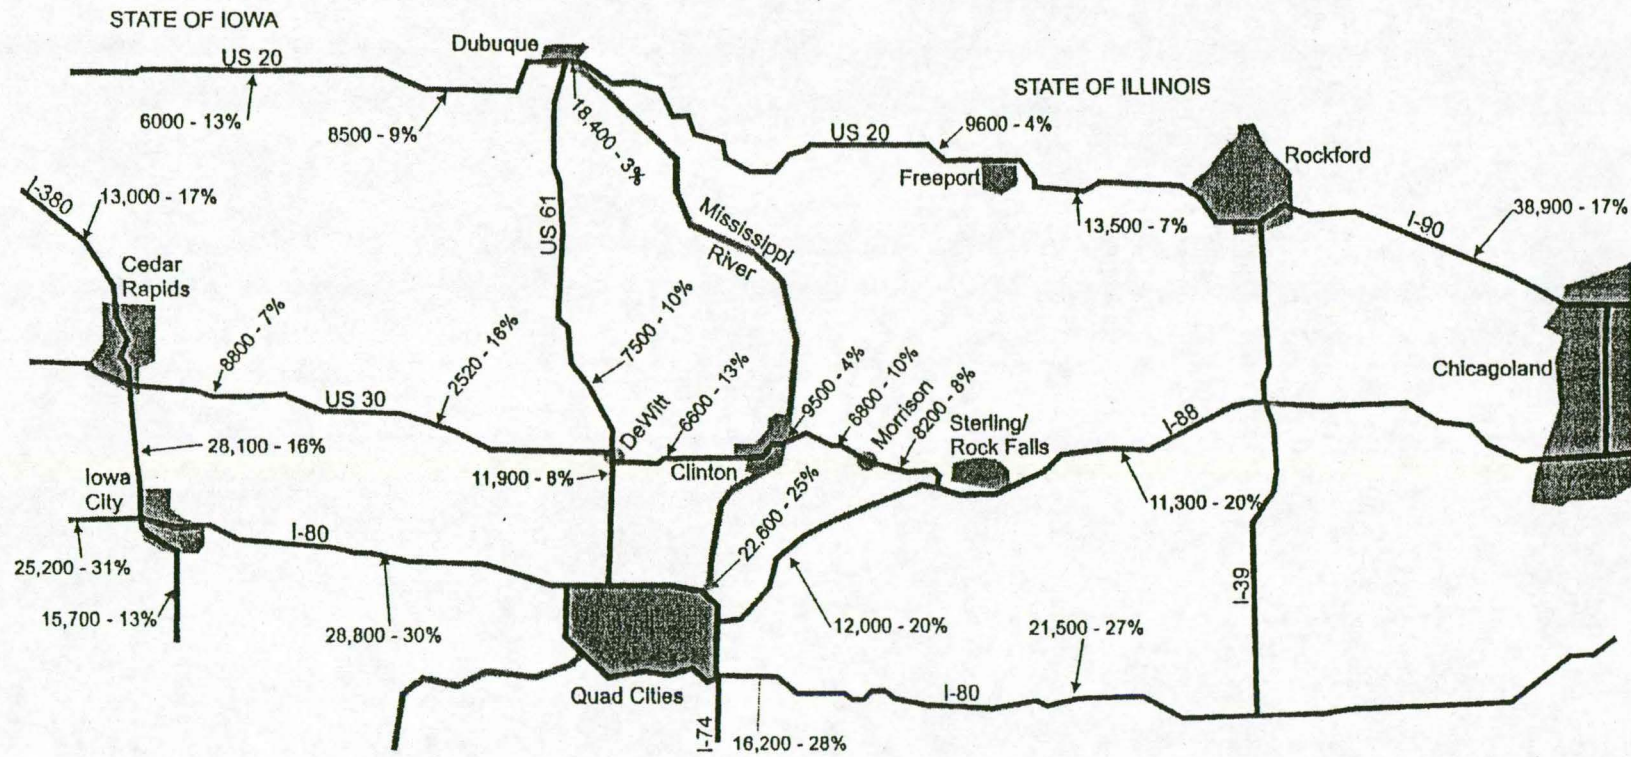 STATE OF IOWA
Dubuque
US 20
STATE OF ILLINOIS
6000 - 13%
8500 - 9%
18,400 - 3%
US 20
9600 - 4%
Rockford
Freeport
I-380
13,000 - 17%
US 61
Mississippi
River
13,500 - 7%
I-90
38,900 - 17%
Cedar
Rapids
8800 - 7%
2520 - 18%
7500 - 10%
Chicagoland
US 30
DeWitt
6600 - 13%
9500 - 4%
6800 - 10%
Morrison
8200 - 8%
Sterling/
Rock Falls
I-88
28,100 - 16%
Clinton
11,900 - 8%
22,600 - 25%
11,300 - 20%
Iowa
City
I-80
25,200 - 31%
15,700 - 13%
28,800 - 30%
12,000 - 20%
21,500 - 27%
I-39
Quad Cities
I-80
I-74
16,200 - 28%